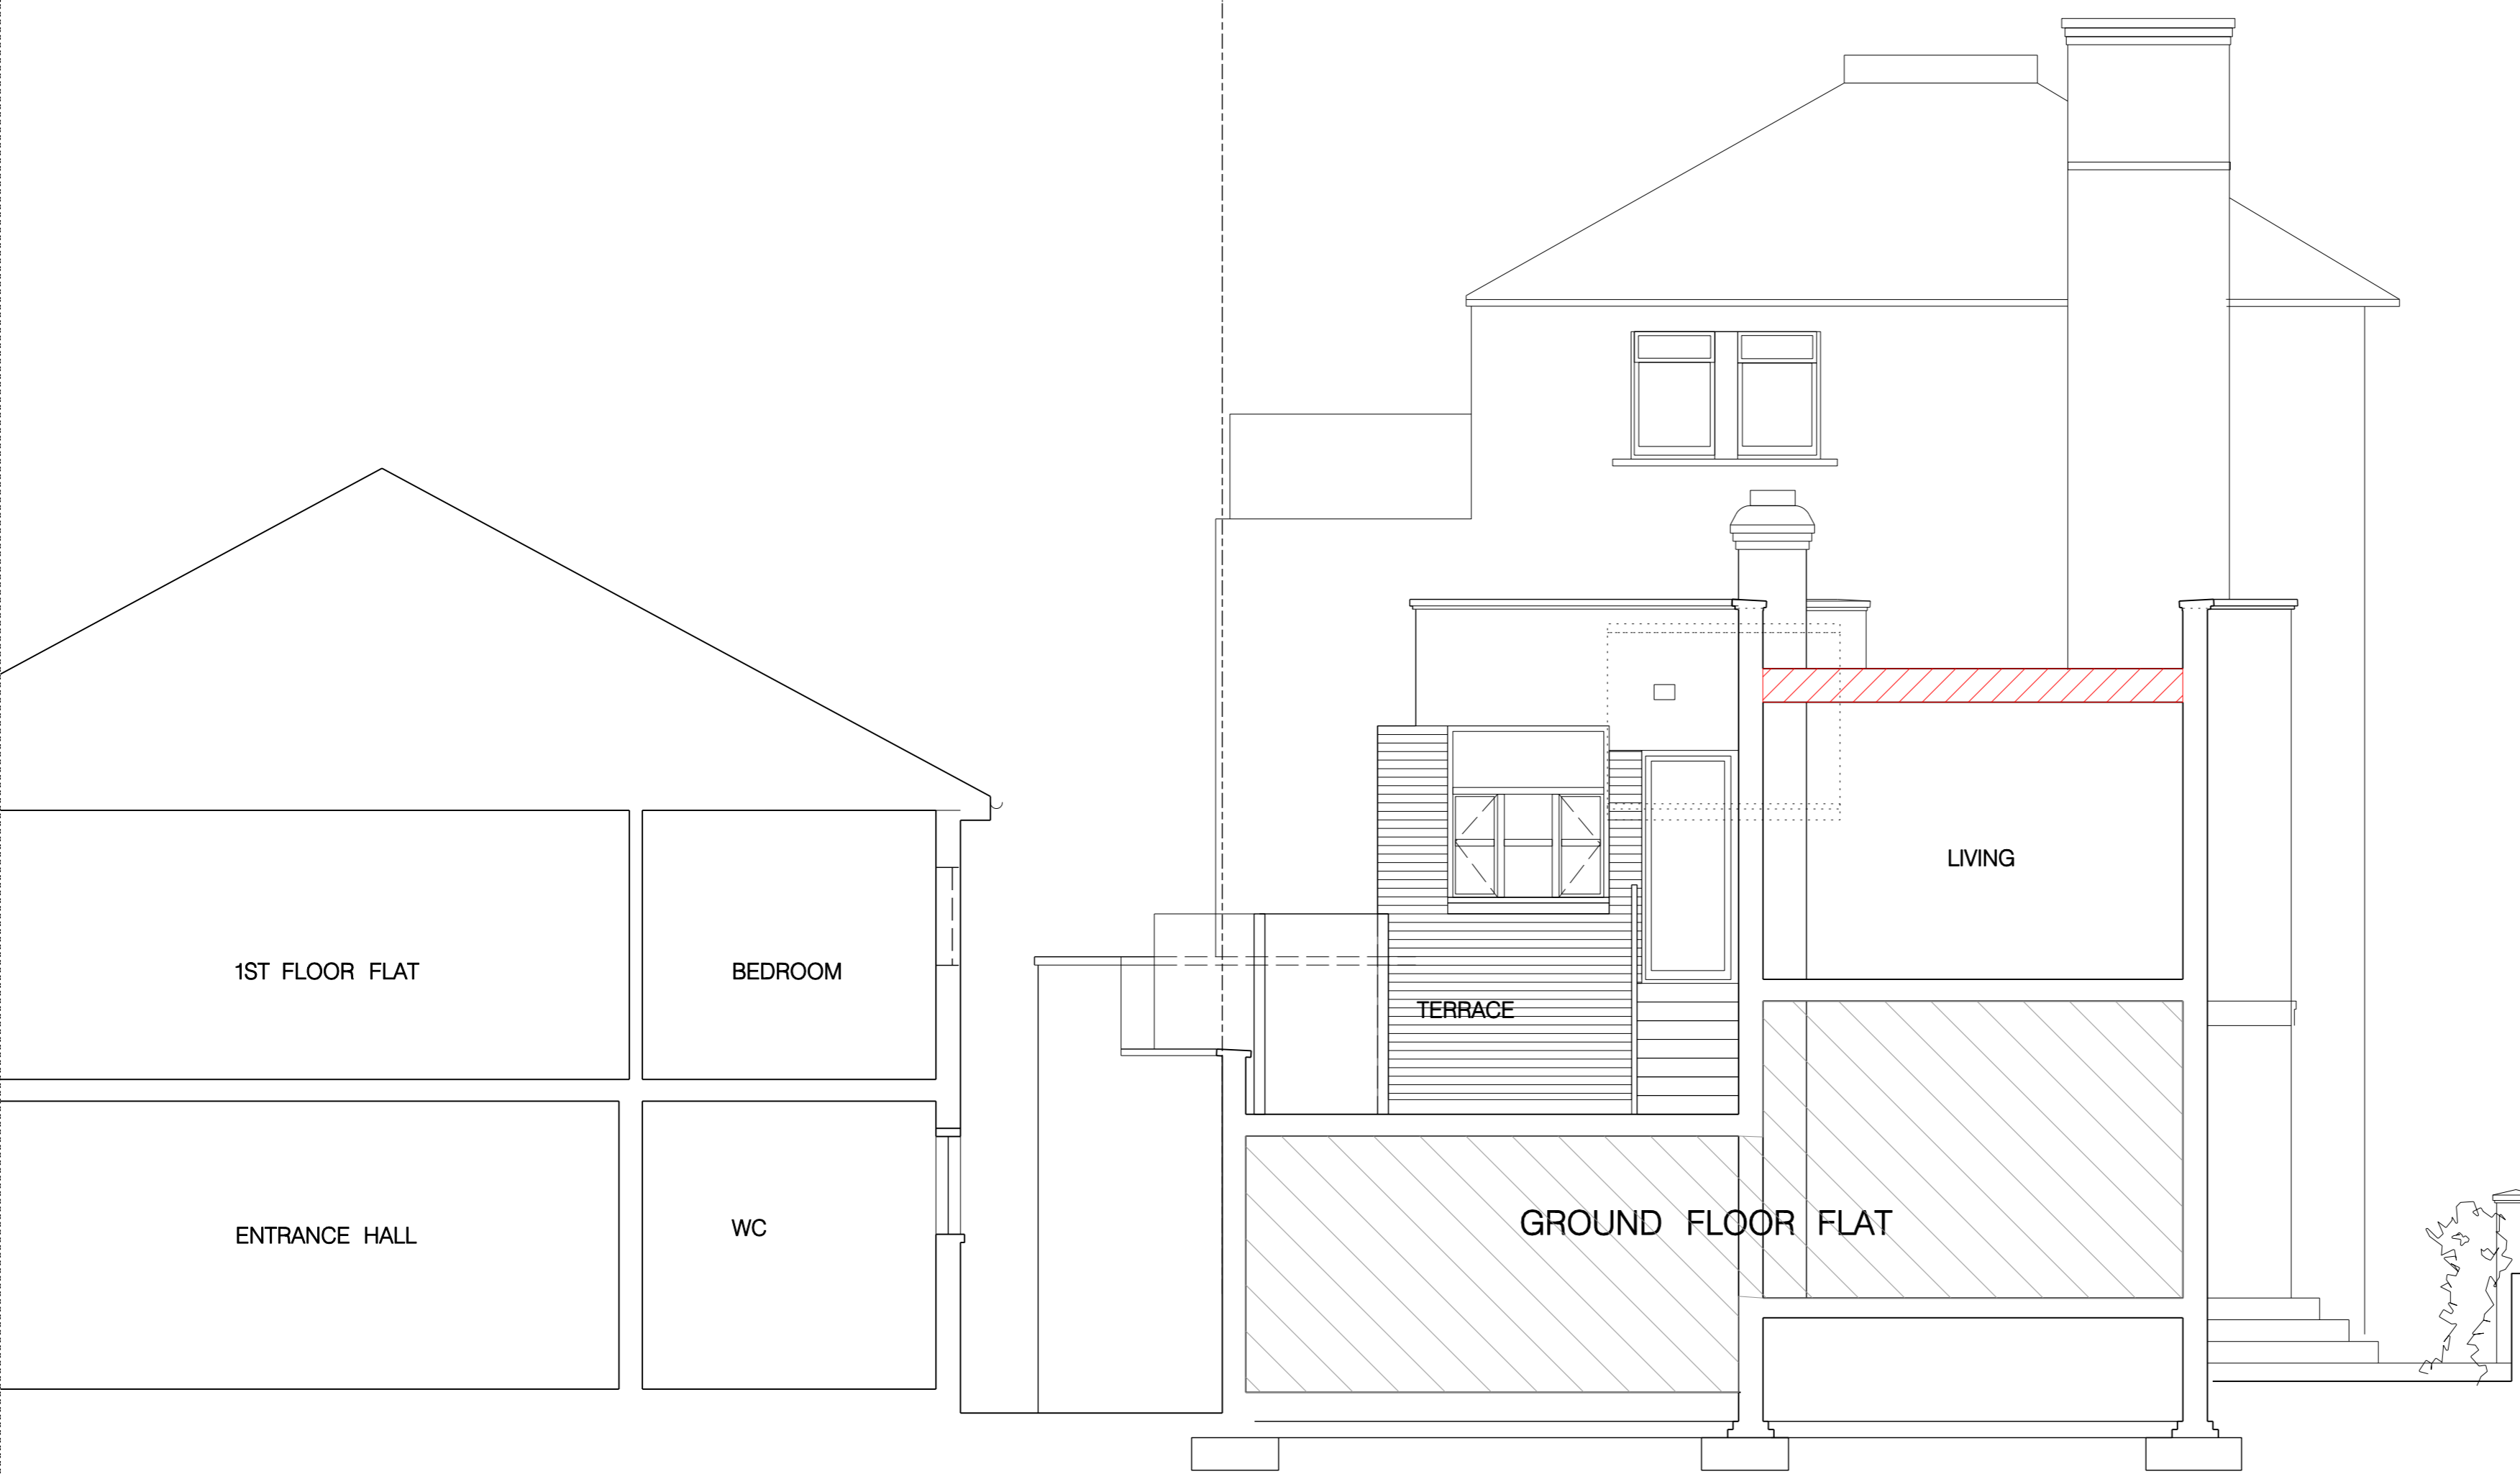 LIVING
1ST FLOOR FLAT
BEDROOM
TERRACE
GROUND FLOOR FLAT
ENTRANCE HALL
WC